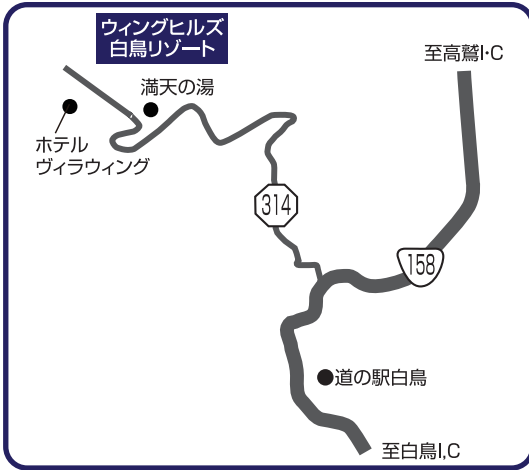 ウィングヒルズ
白鳥リゾート
至高鷲I・C
満天の湯
ホテル
ヴィラウィング
314
158
道の駅白鳥
至白鳥I,C